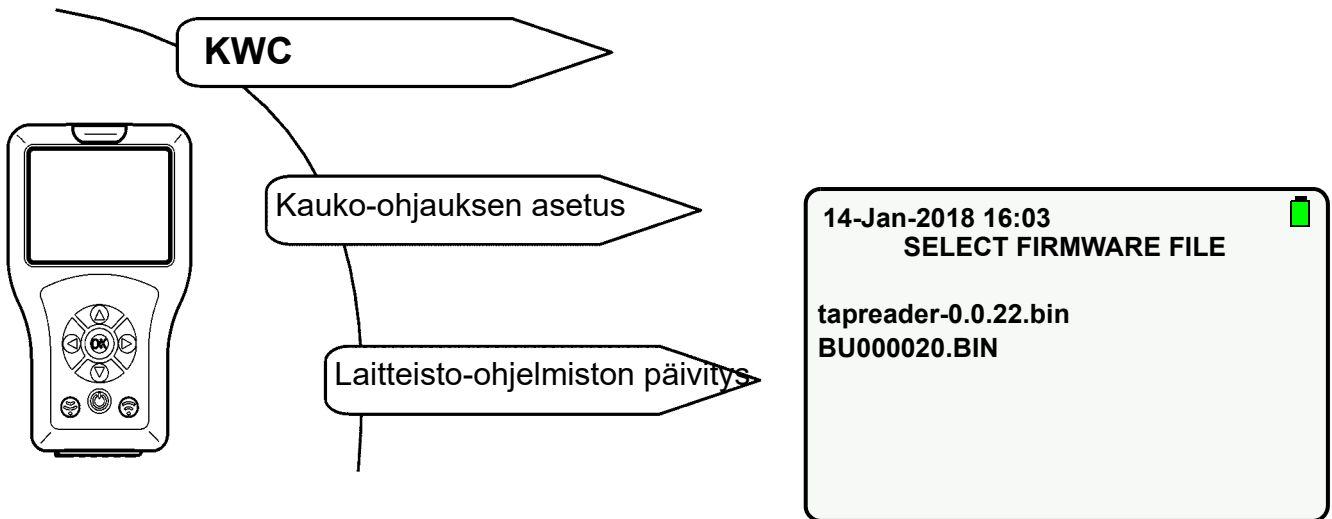 KWC
Kauko-ohjauksen asetus
Laitteisto-ohjelmiston päivitys
14-Jan-2018 16:03
SELECT FIRMWARE FILE
tapreader-0.0.22.bin
BU000020.BIN
OK